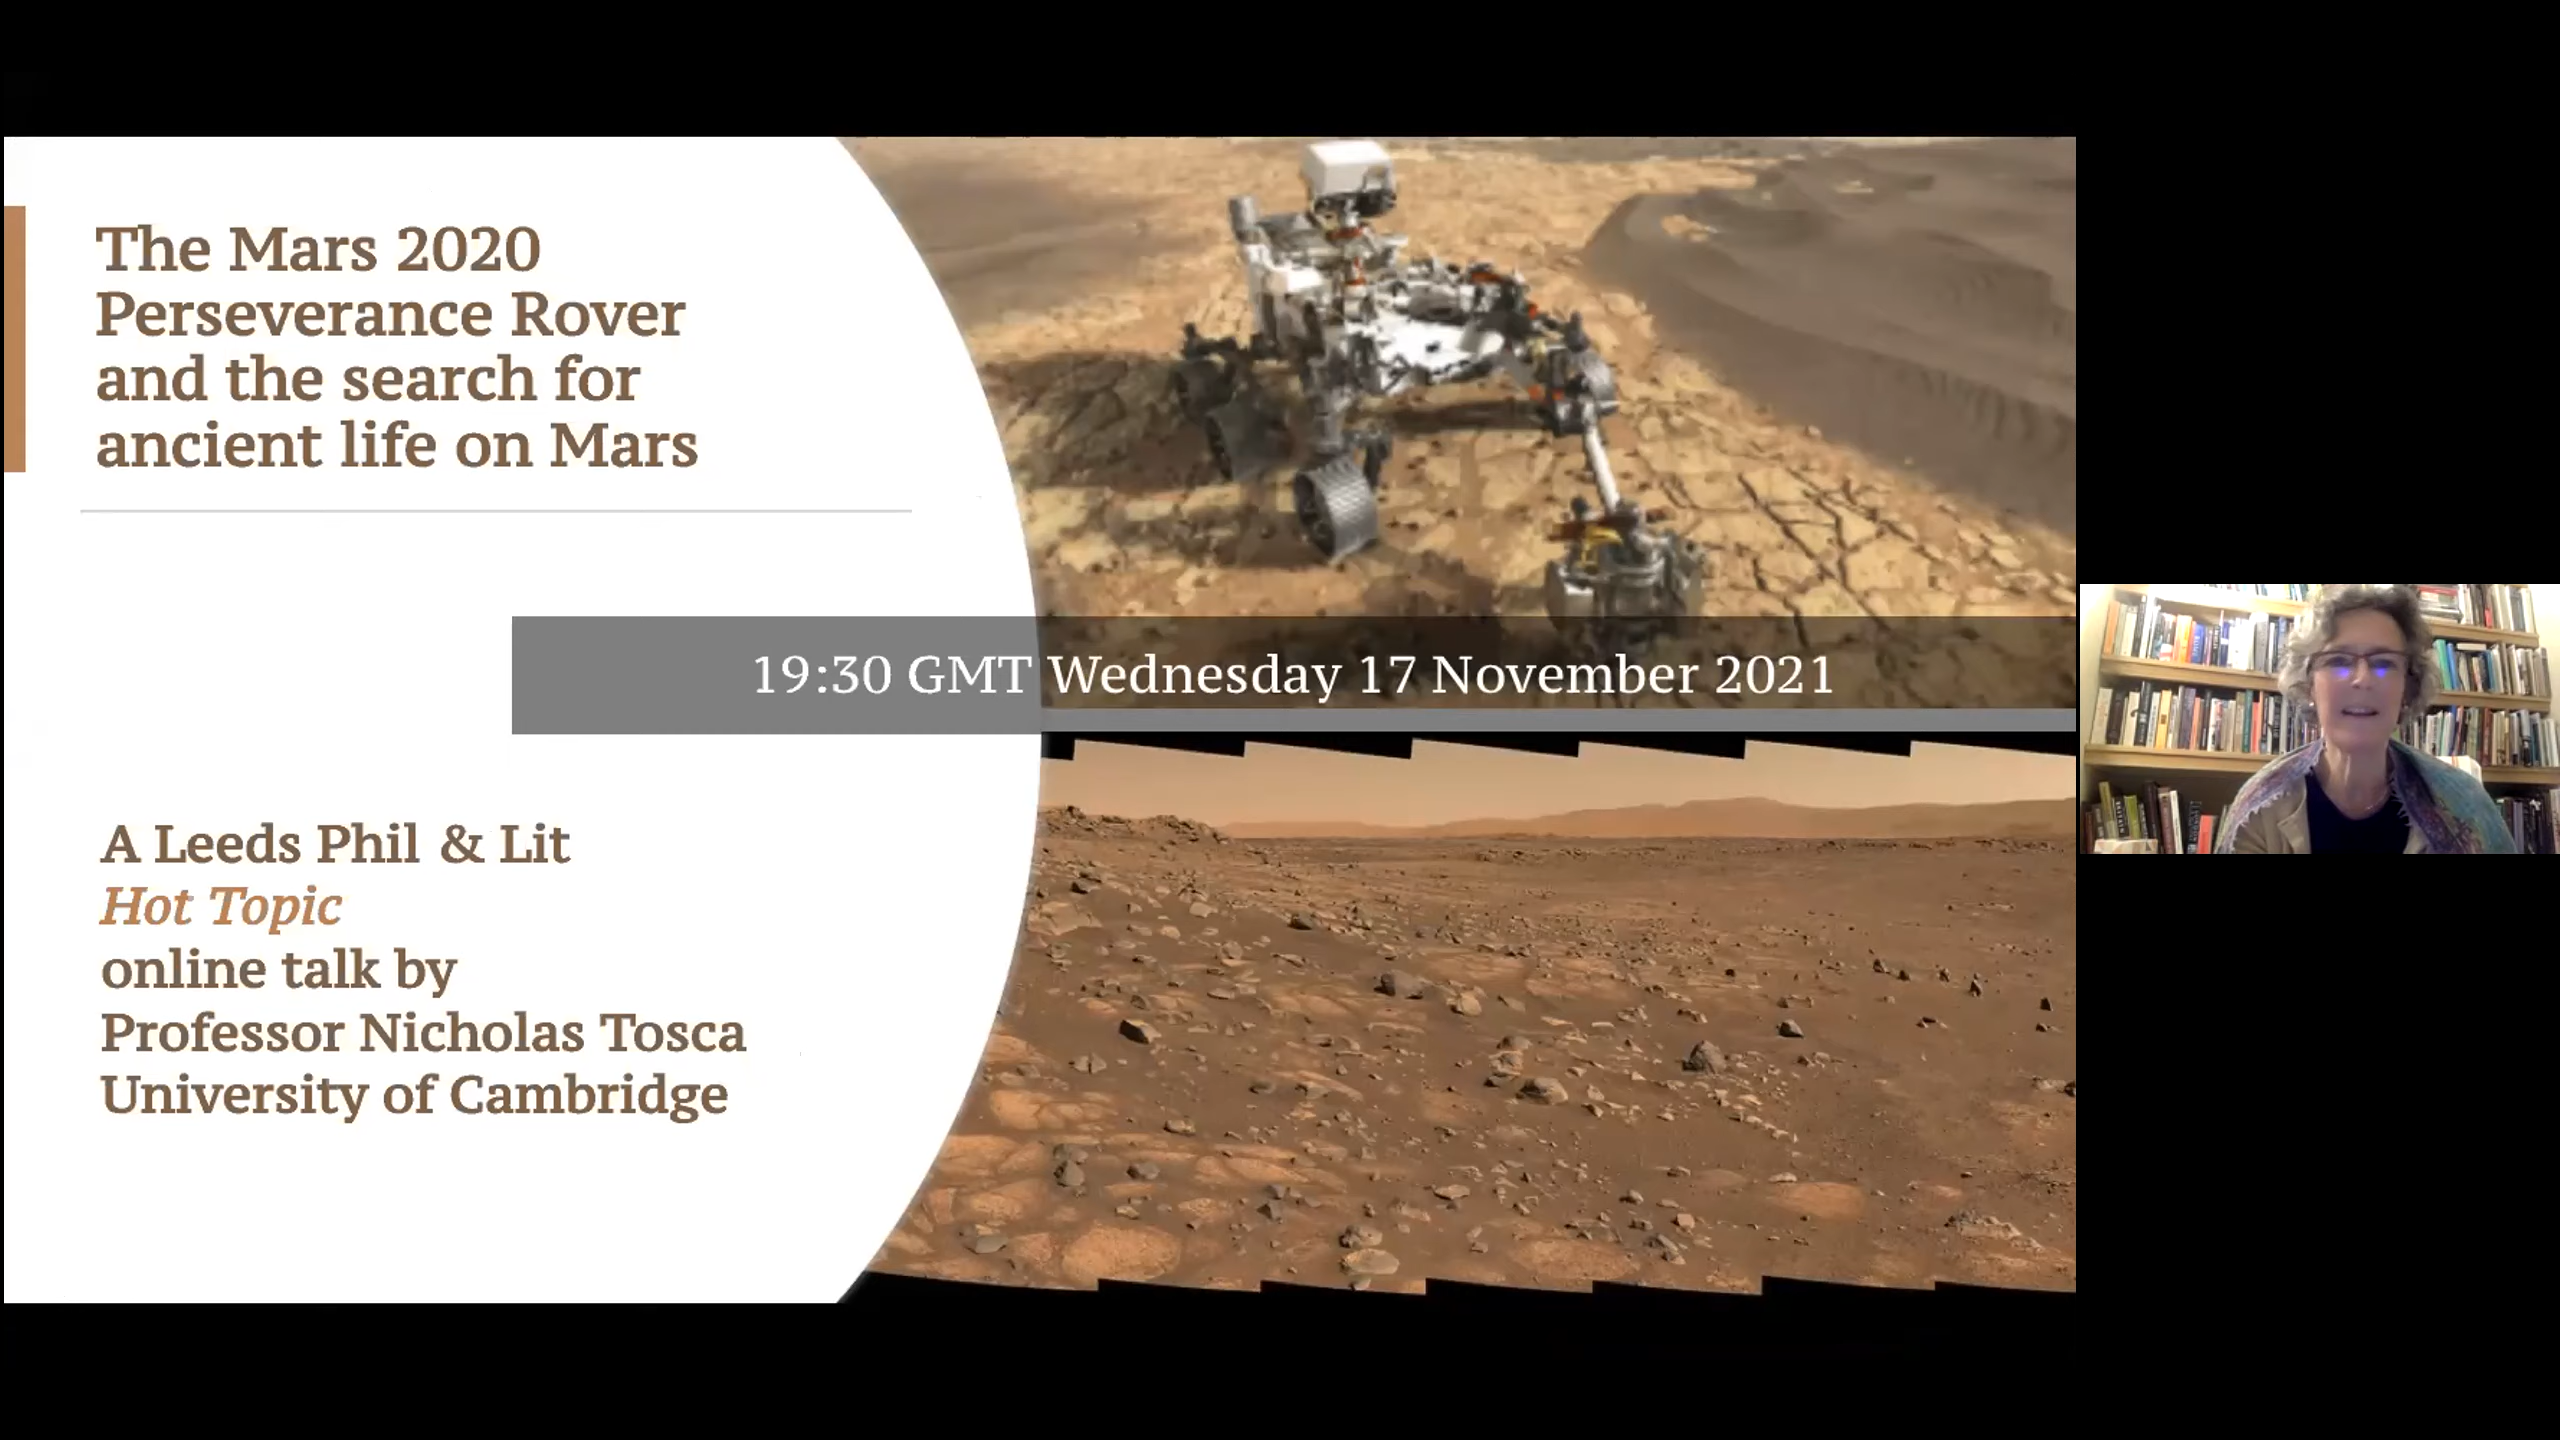 The Mars 2020
Perseverance Rover
and the search for
ancient life on Mars
19:30 GMT Wednesday 17 November 2021
A Leeds Phil & Lit
Hot Topic
online talk by
Professor Nicholas Tosca
University of Cambridge